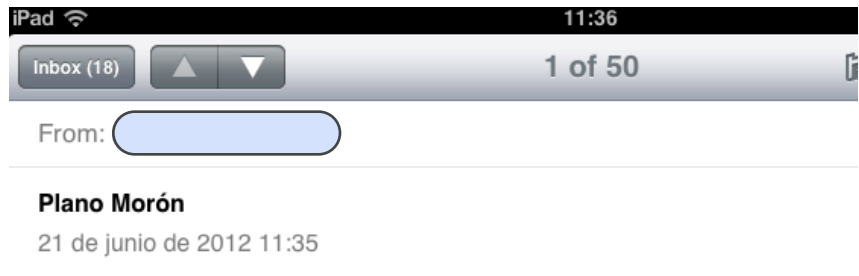 iPad 11:36
Inbox (18) 1 of 50
From:
Plano Morón
21 de junio de 2012 11:35